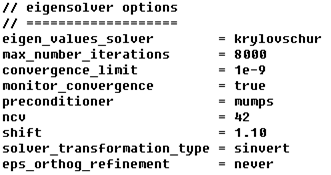 // eigensolver options
// ===================
eigen_values_solver = krylovschur
max_number_iterations = 8000
convergence_limit = 1e-9
monitor_convergence = true
preconditioner = mumps
ncv = 42
shift = 1.10
solver_transformation_type = sinvert
eps_orthog_refinement = never